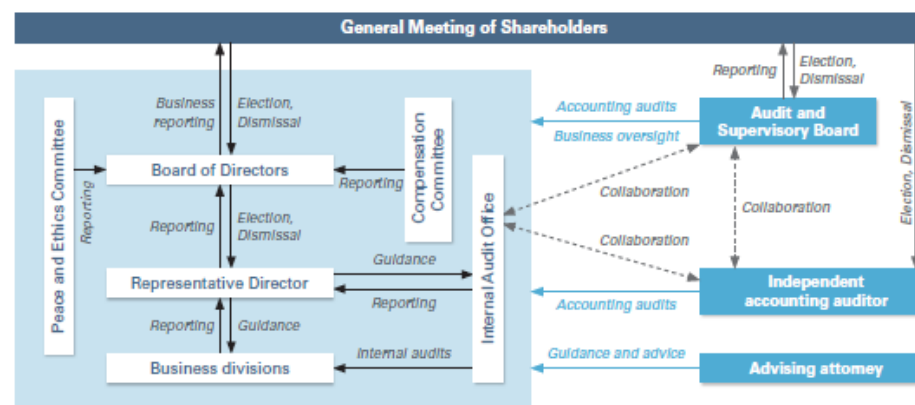 General Meeting of Shareholders
Reporting
Election,
Dismissal
Business
reporting
Election,
Dismissal
Accounting audits
Audit and
Supervisory Board
Business oversight
Peace and Ethics Committee
Reporting
Board of Directors
Reporting
Compensation
Committee
Internal Audit Office
Collaboration
Collaboration
Collaboration
Election, Dismissal
Reporting
Election,
Dismissal
Guidance
Representative Director
Reporting
Accounting audits
Independent
accounting auditor
Reporting
Guidance
Internal audits
Guidance and advice
Business divisions
Advising attorney